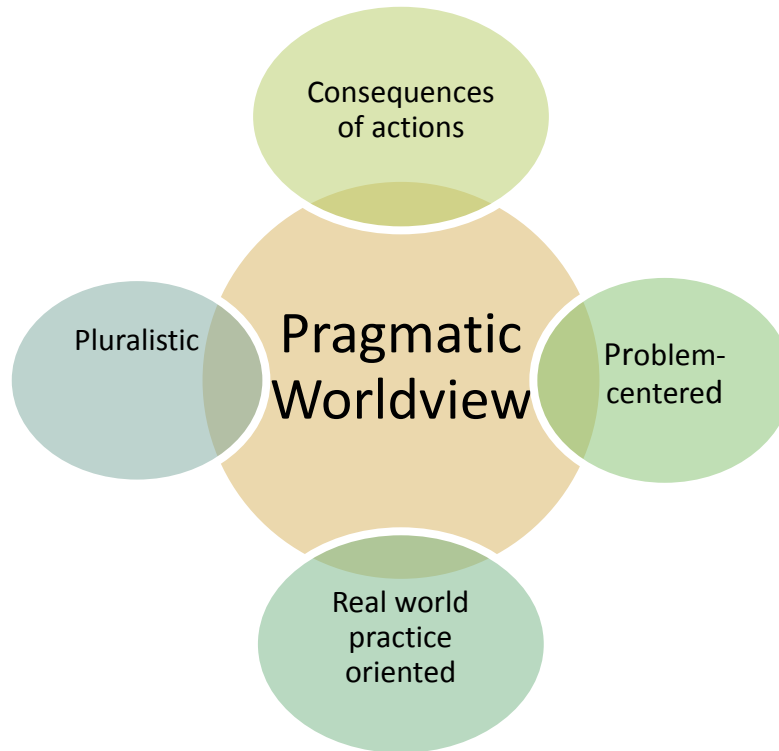 Consequences
of actions
Pluralistic
Pragmatic
Worldview
Problem-
centered
Real world
practice
oriented